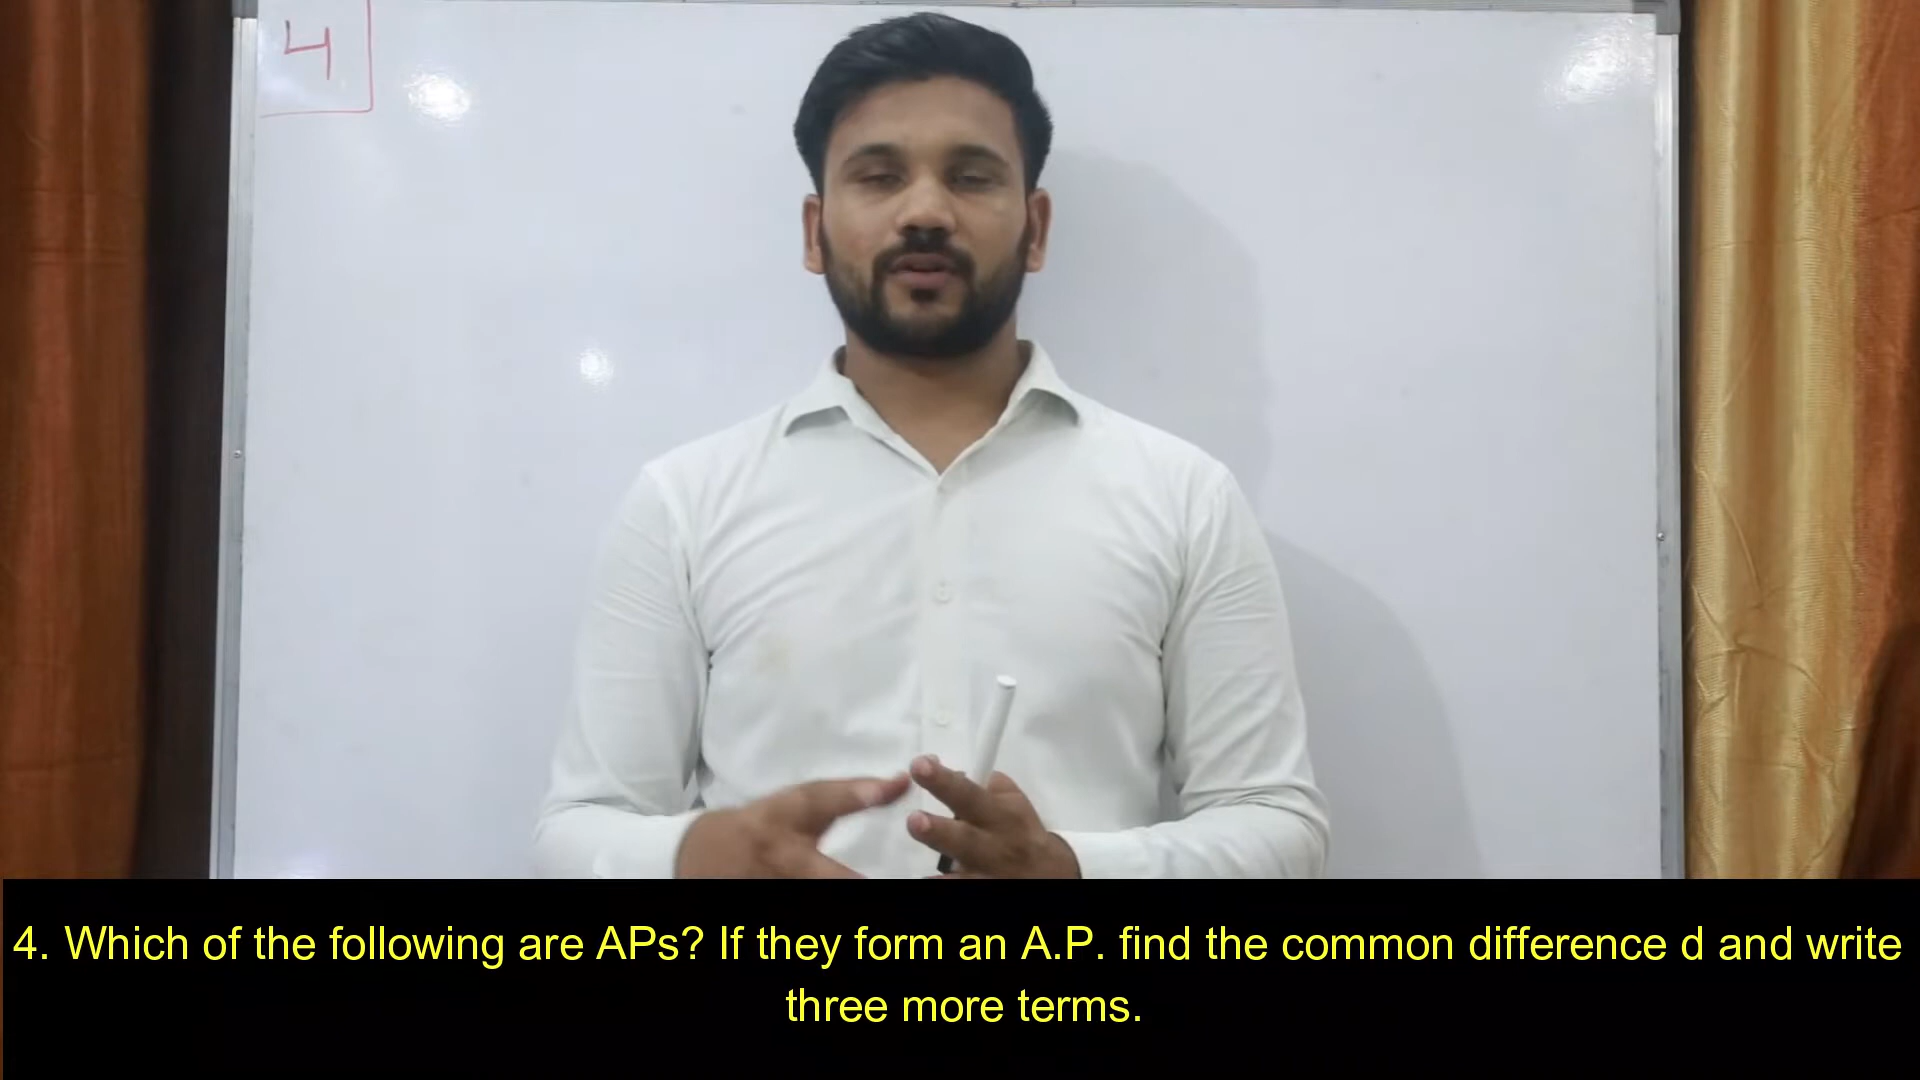 4
4. Which of the following are APs? If they form an A.P. find the common difference d and write
three more terms.